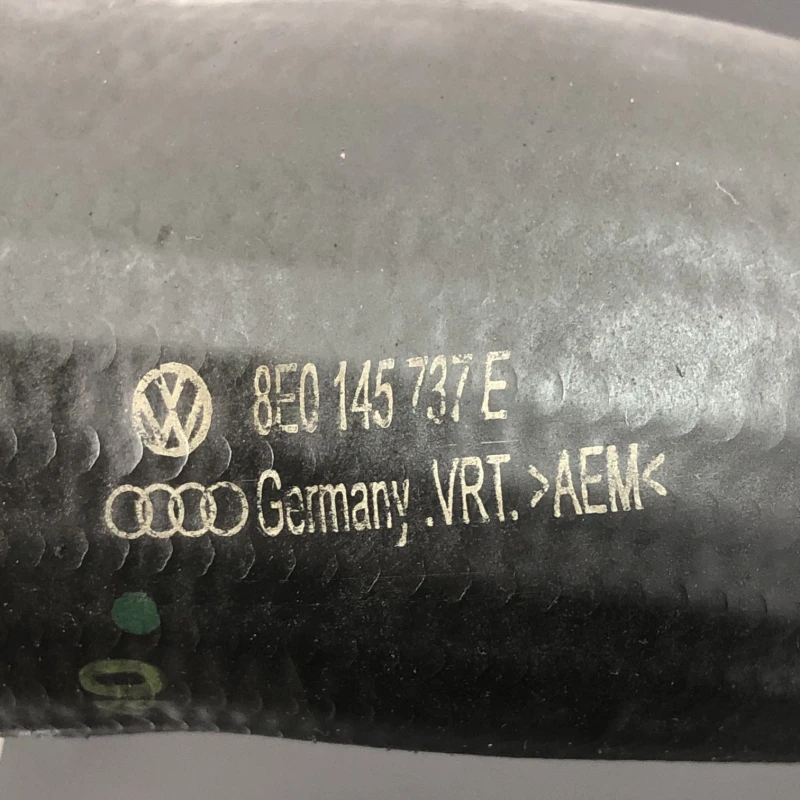 8E0 145 737 E
Germany .VRT. >AEM<